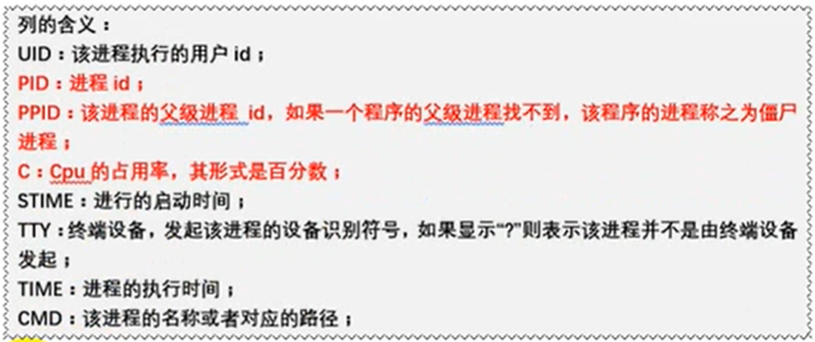 列的含义：
UID：该进程执行的用户 id；
PID：进程 id；
PPID：该进程的父级进程 id，如果一个程序的父级进程找不到，该程序的进程称之为僵尸
进程；
C：Cpu 的占用率，其形式是百分数；
STIME：进行的启动时间；
TTY：终端设备，发起该进程的设备识别符号，如果显示“?”则表示该进程并不是由终端设备
发起；
TIME：进程的执行时间；
CMD：该进程的名称或者对应的路径；